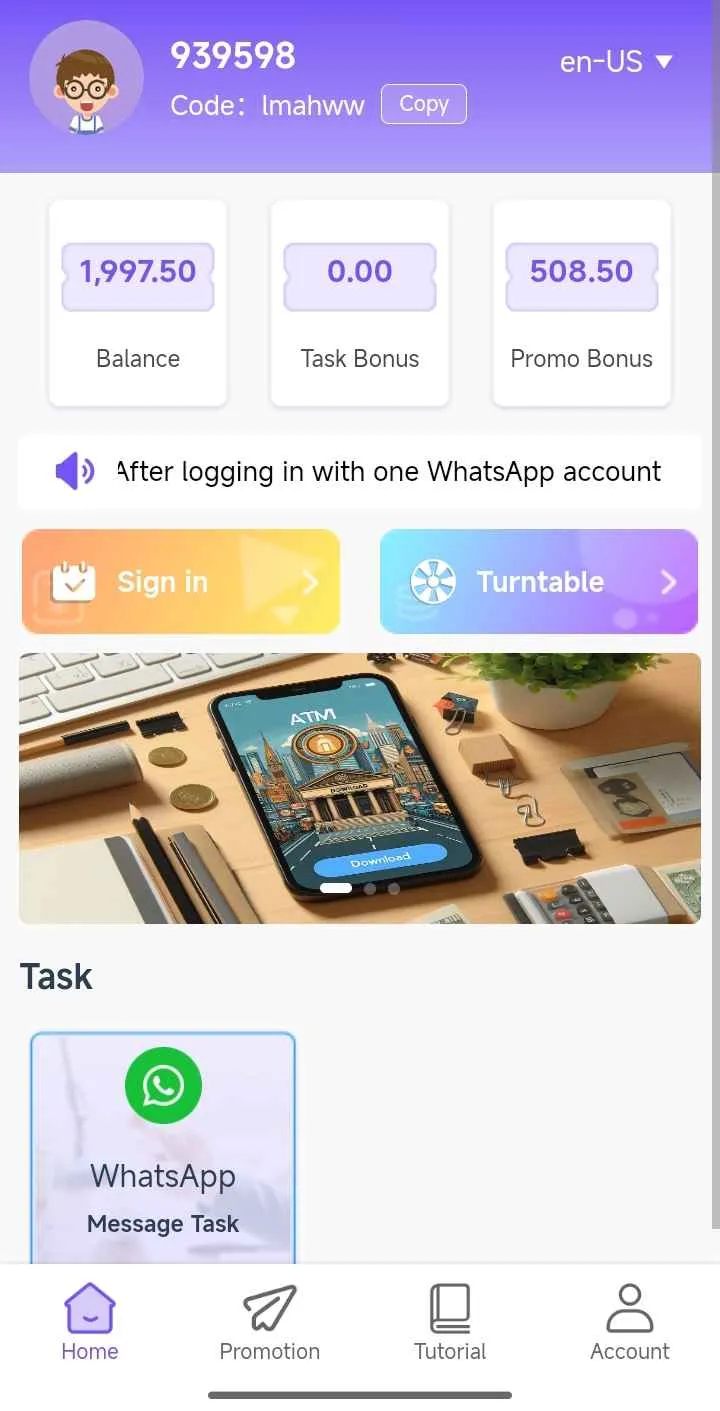 939598
en-US
Code: lmahww
Copy
1,997.50
0.00
508.50
Balance
Task Bonus
Promo Bonus
After logging in with one WhatsApp account
Sign in
Turntable
ATM
DOWNLOAD
Download
Task
WhatsApp
Message Task
Home
Promotion
Tutorial
Account